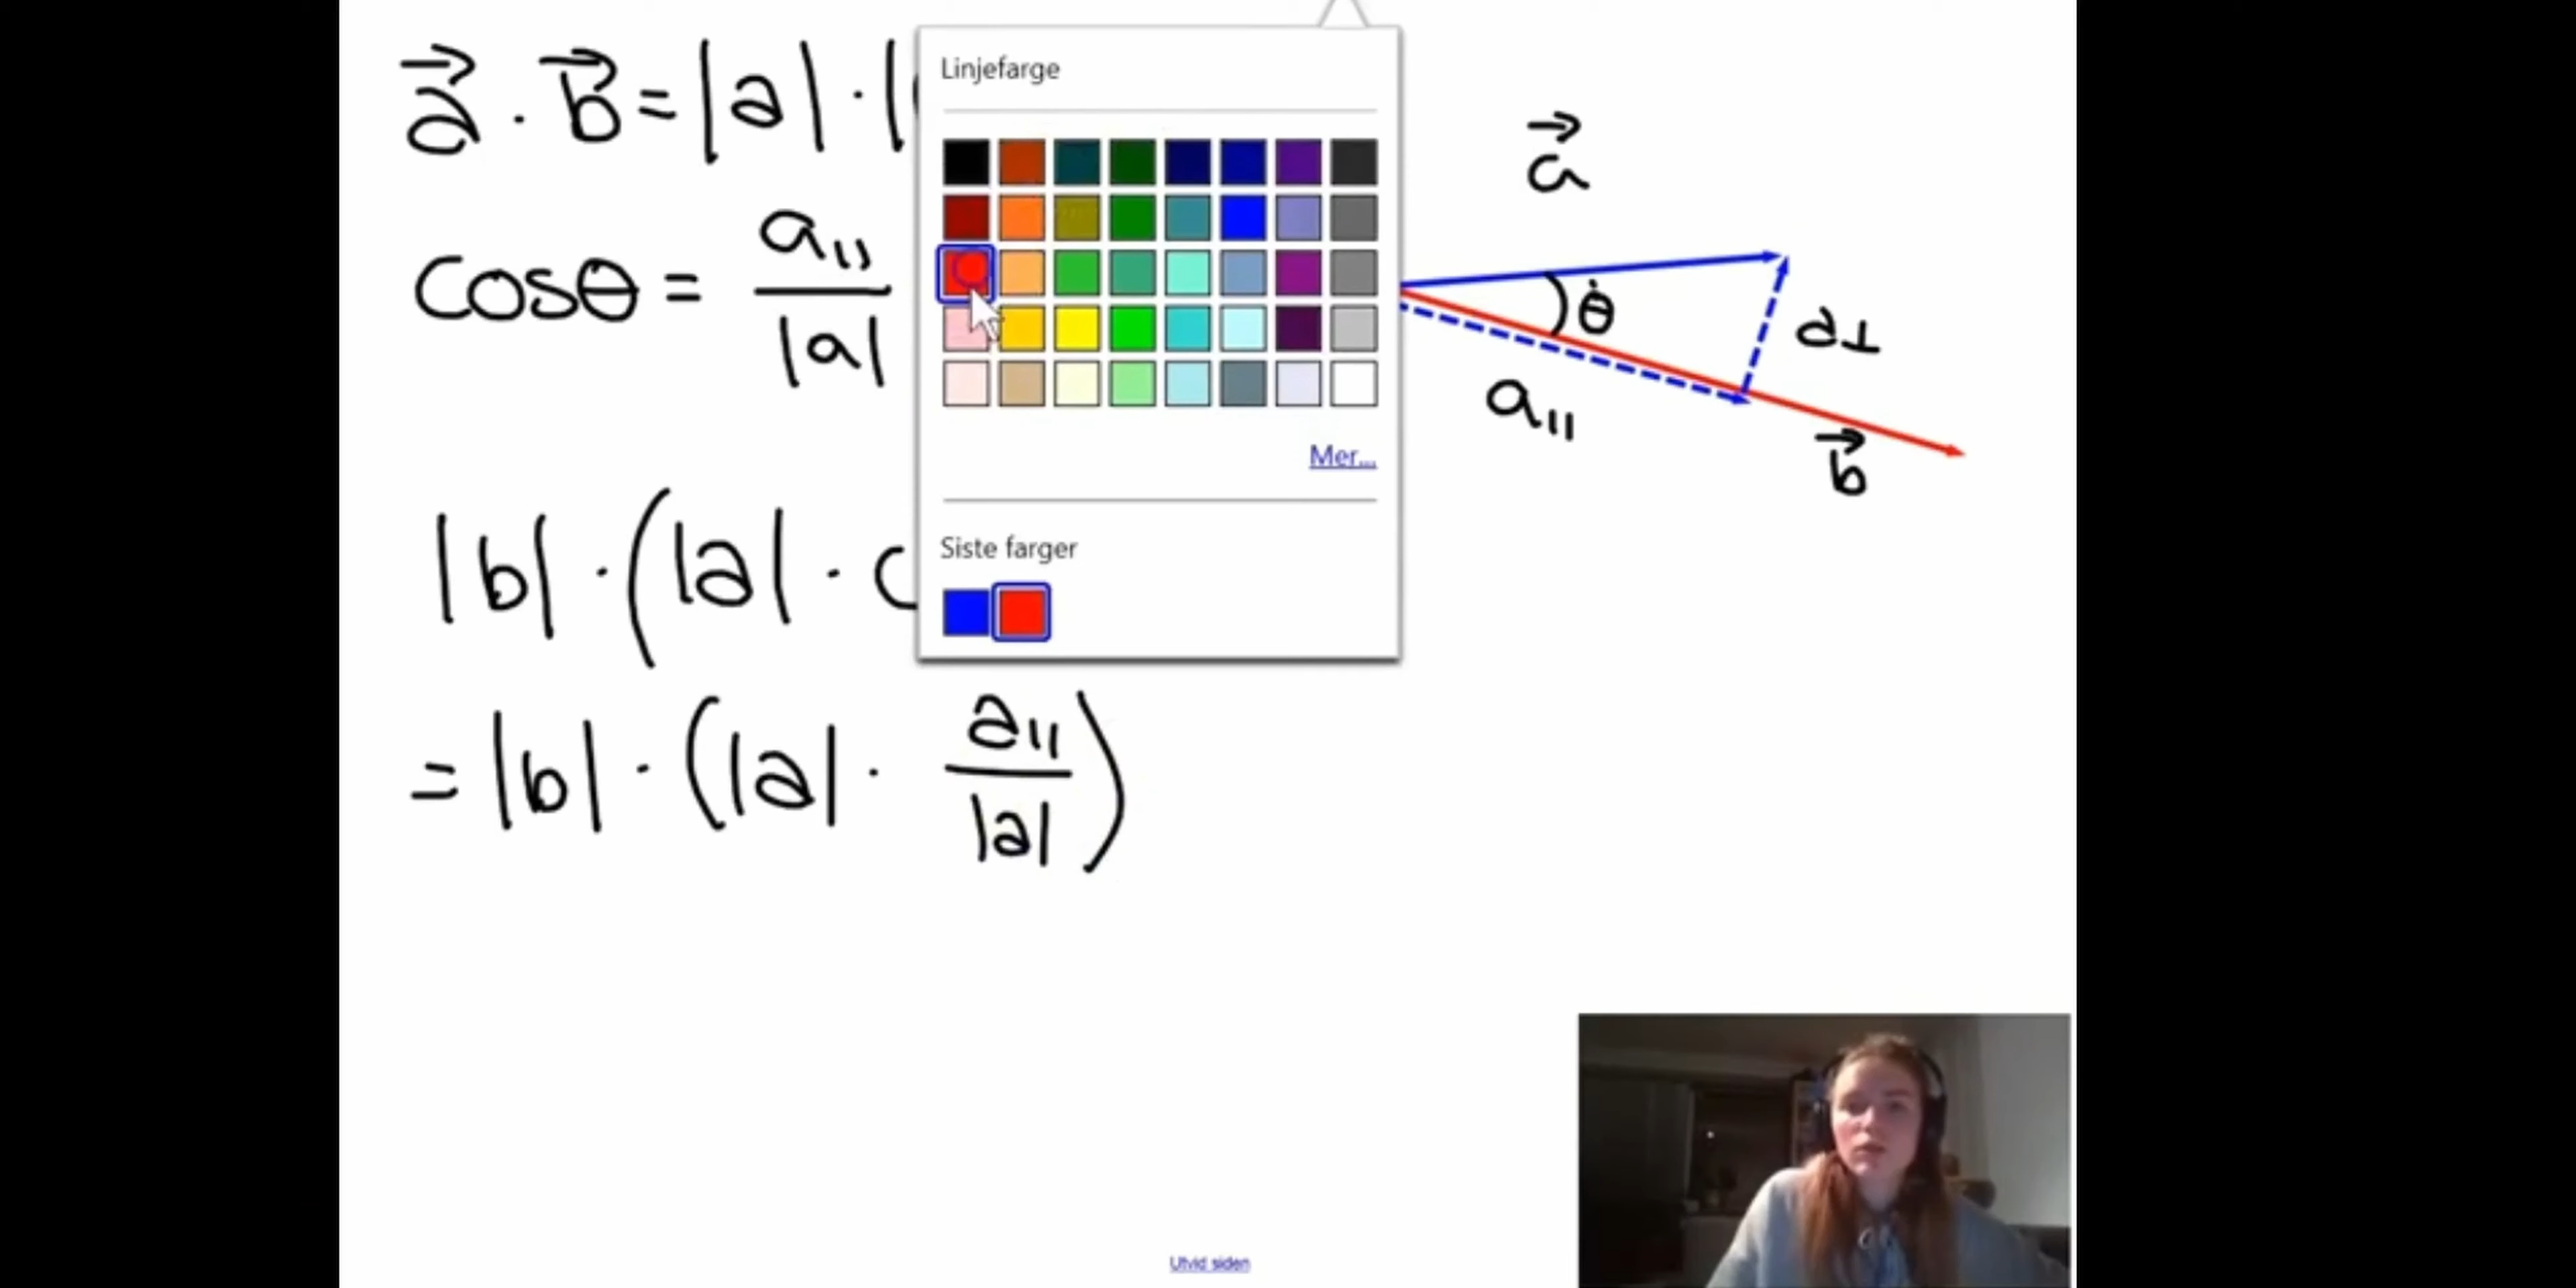 a⃗ · b⃗ = |a| · |
cosθ = a∥ / |a|
|b| · (|a| · c
= |b| · (|a| · a∥ / |a|)
Linjefarge
Mer...
Siste farger
a⃗
θ
a⊥
a∥
b⃗
Utvid siden